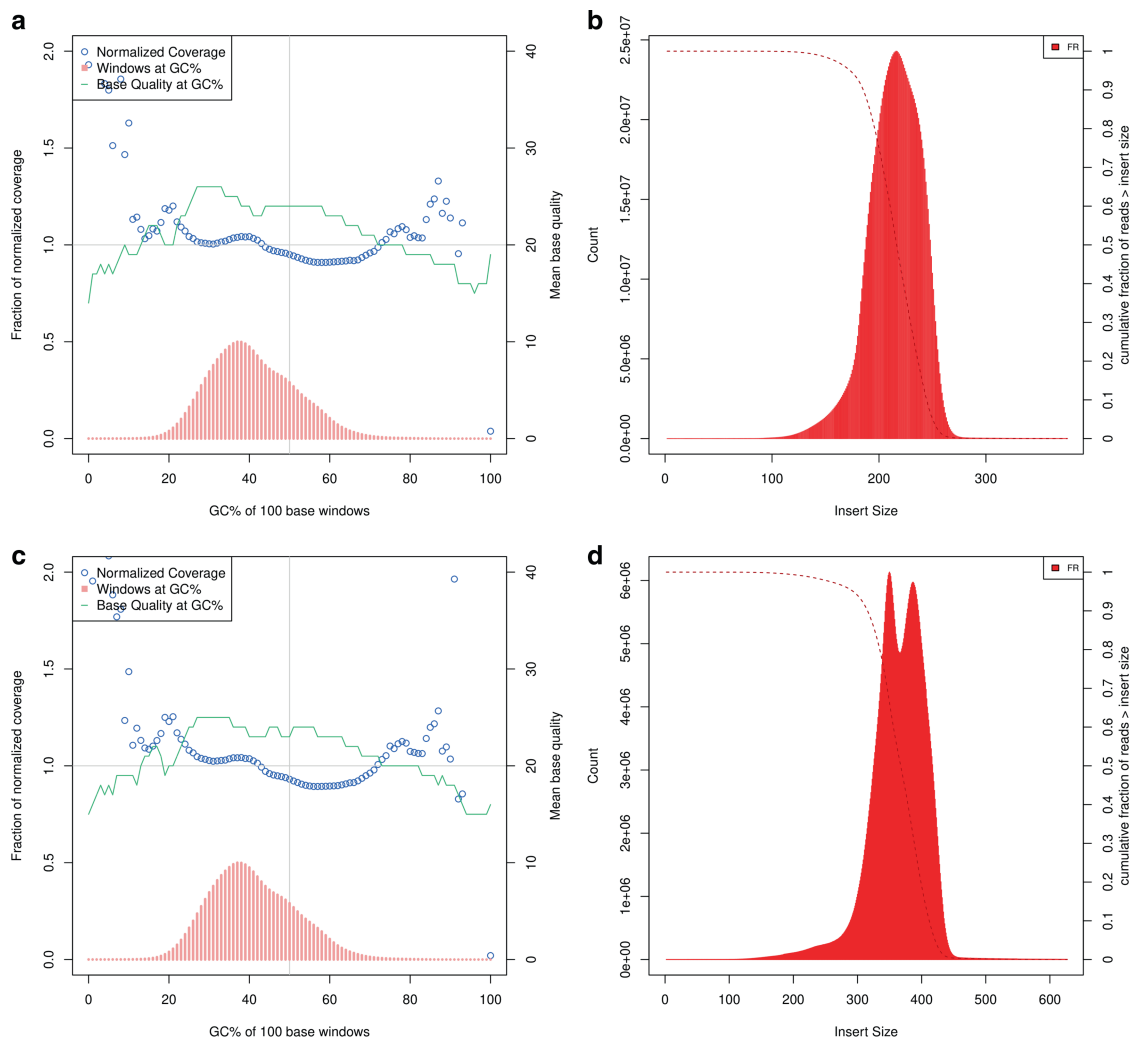 a
Normalized Coverage
Windows at GC%
Base Quality at GC%
Fraction of normalized coverage
0.0 0.5 1.0 1.5 2.0
Mean base quality
0 10 20 30 40
0 20 40 60 80 100
GC% of 100 base windows
b
FR
Count
0.0e+00 5.0e+06 1.0e+07 1.5e+07 2.0e+07 2.5e+07
cumulative fraction of reads > insert size
0 0.1 0.2 0.3 0.4 0.5 0.6 0.7 0.8 0.9 1
0 100 200 300
Insert Size
c
Normalized Coverage
Windows at GC%
Base Quality at GC%
Fraction of normalized coverage
0.0 0.5 1.0 1.5 2.0
Mean base quality
0 10 20 30 40
0 20 40 60 80 100
GC% of 100 base windows
d
FR
Count
0e+00 1e+06 2e+06 3e+06 4e+06 5e+06 6e+06
cumulative fraction of reads > insert size
0 0.1 0.2 0.3 0.4 0.5 0.6 0.7 0.8 0.9 1
0 100 200 300 400 500 600
Insert Size